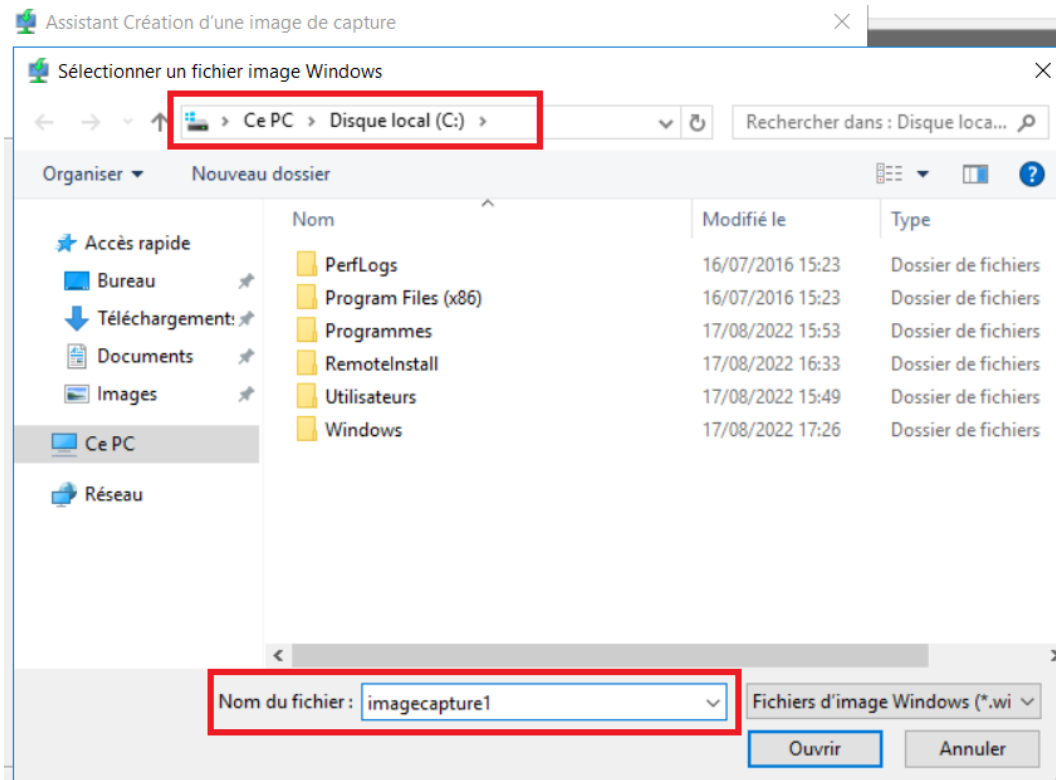 Assistant Création d'une image de capture
Sélectionner un fichier image Windows
Ce PC > Disque local (C:) >
Rechercher dans : Disque loca...
Organiser
Nouveau dossier
Nom Modifié le Type
Accès rapide
Bureau
Téléchargement:
Documents
Images
Ce PC
Réseau
PerfLogs 16/07/2016 15:23 Dossier de fichiers
Program Files (x86) 16/07/2016 15:23 Dossier de fichiers
Programmes 17/08/2022 15:53 Dossier de fichiers
RemoteInstall 17/08/2022 16:33 Dossier de fichiers
Utilisateurs 17/08/2022 15:49 Dossier de fichiers
Windows 17/08/2022 17:26 Dossier de fichiers
Nom du fichier : imagecapture1
Fichiers d'image Windows (*.wi
Ouvrir Annuler